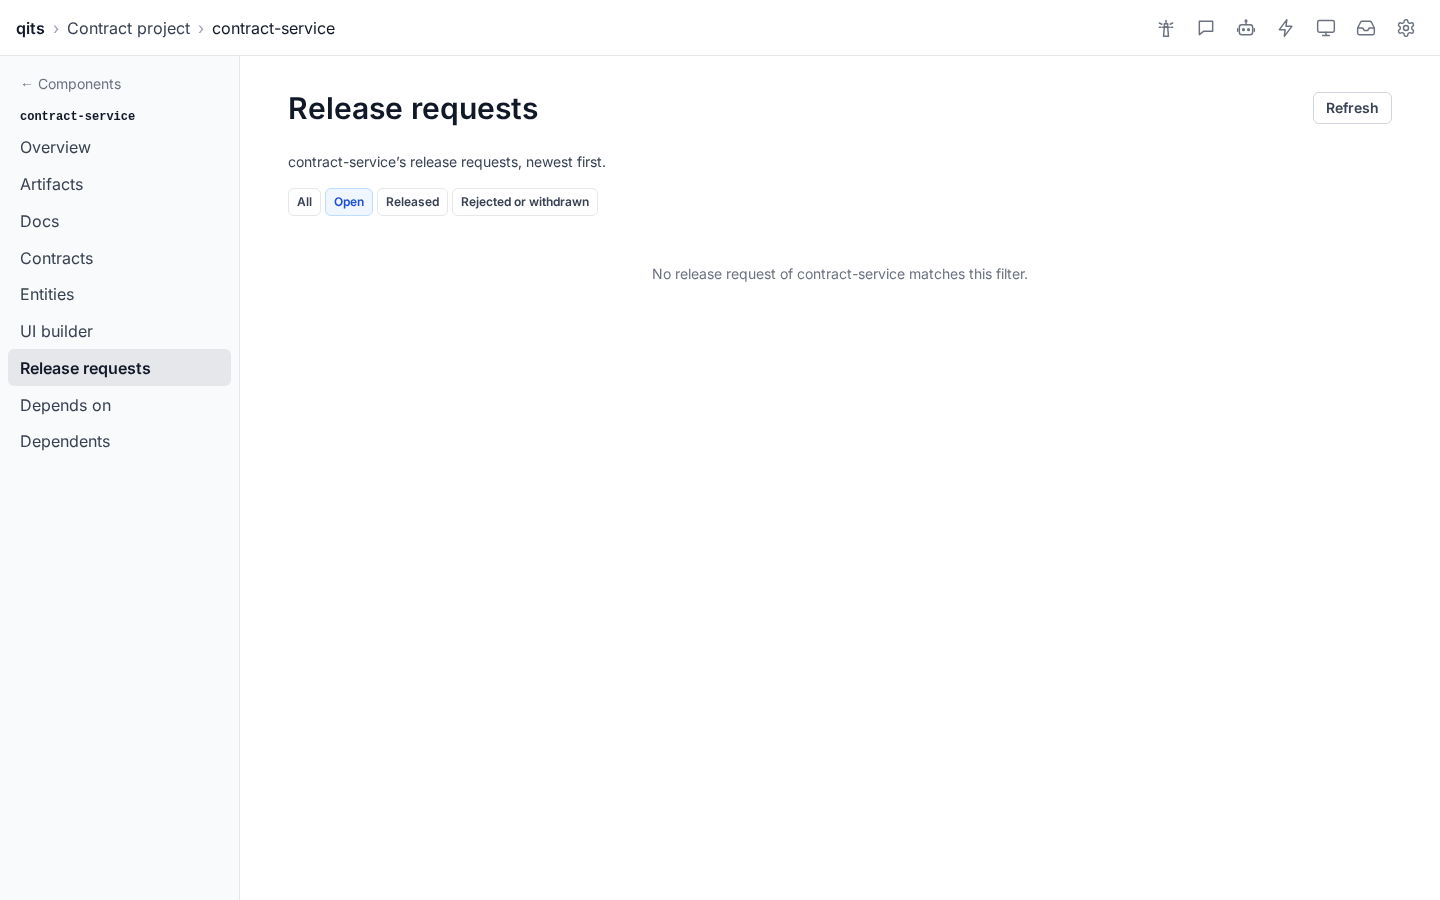 qits › Contract project › contract-service
← Components
contract-service
Overview
Artifacts
Docs
Contracts
Entities
UI builder
Release requests
Depends on
Dependents
Release requests
Refresh
contract-service’s release requests, newest first.
All Open Released Rejected or withdrawn
No release request of contract-service matches this filter.